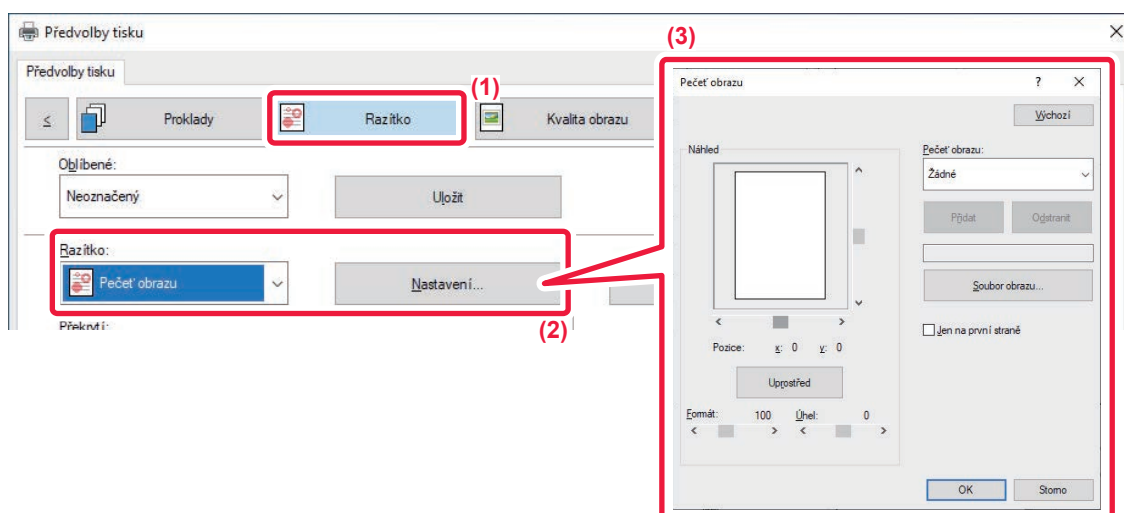 Předvolby tisku
Předvolby tisku
(1)
≤ Proklady Razítko Kvalita obrazu
Oblíbené:
Neoznačený Uložit
Razítko:
Pečeť obrazu Nastavení...
(2)
Překrytí:
(3)
Pečeť obrazu ?
Výchozí
Náhled
Pečeť obrazu:
Žádné
Přidat Odstranit
Soubor obrazu...
Jen na první straně
Pozice: x: 0 y: 0
Uprostřed
Formát: 100 Úhel: 0
OK Storno